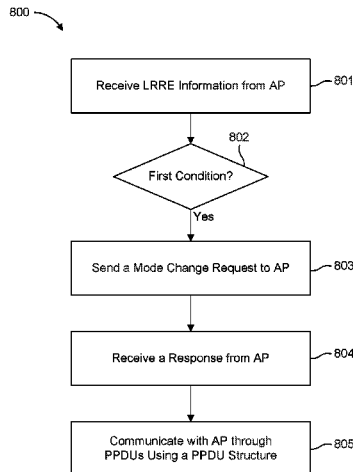 800
Receive LRRE Information from AP
801
802
First Condition?
Yes
Send a Mode Change Request to AP
803
Receive a Response from AP
804
Communicate with AP through
PPDUs Using a PPDU Structure
805